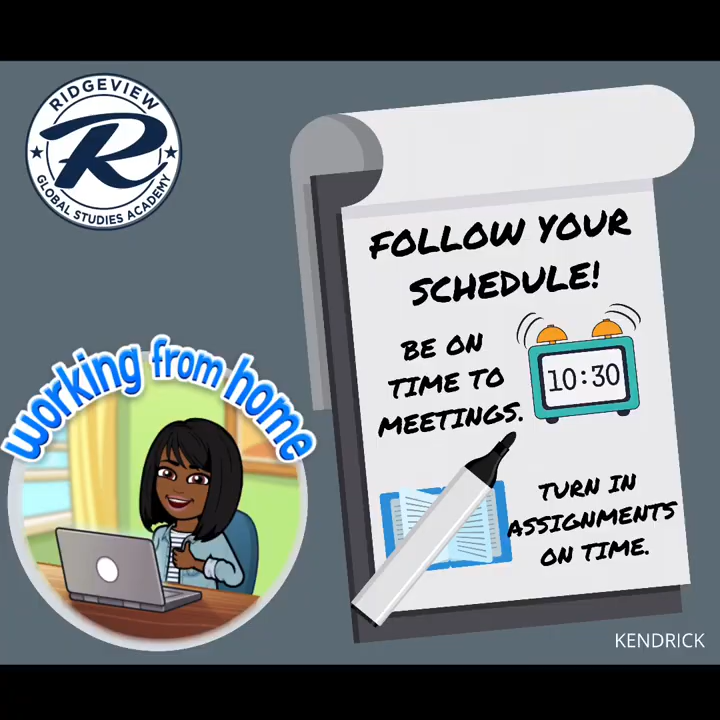 RIDGEVIEW
R
GLOBAL STUDIES ACADEMY
FOLLOW YOUR
SCHEDULE!
BE ON
TIME TO
MEETINGS.
10:30
working from home
TURN IN
ASSIGNMENTS
ON TIME.
KENDRICK